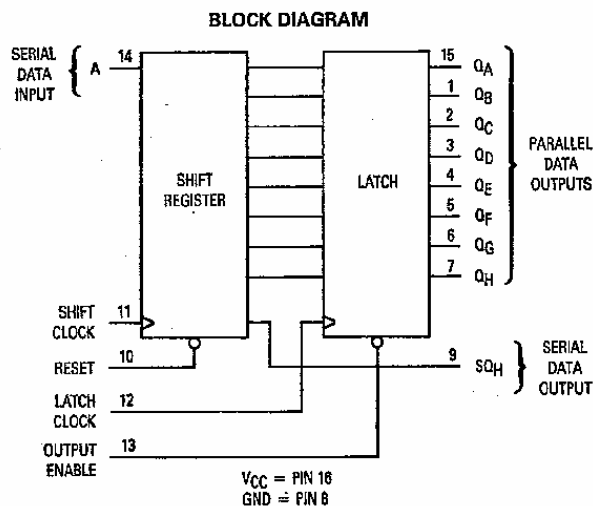 BLOCK DIAGRAM
SERIAL
DATA
INPUT
A
14
SHIFT
REGISTER
LATCH
15 QA
1 QB
2 QC
3 QD
4 QE
5 QF
6 QG
7 QH
PARALLEL
DATA
OUTPUTS
SHIFT
CLOCK
11
RESET
10
LATCH
CLOCK
12
OUTPUT
ENABLE
13
9 SQH
SERIAL
DATA
OUTPUT
VCC = PIN 16
GND = PIN 8